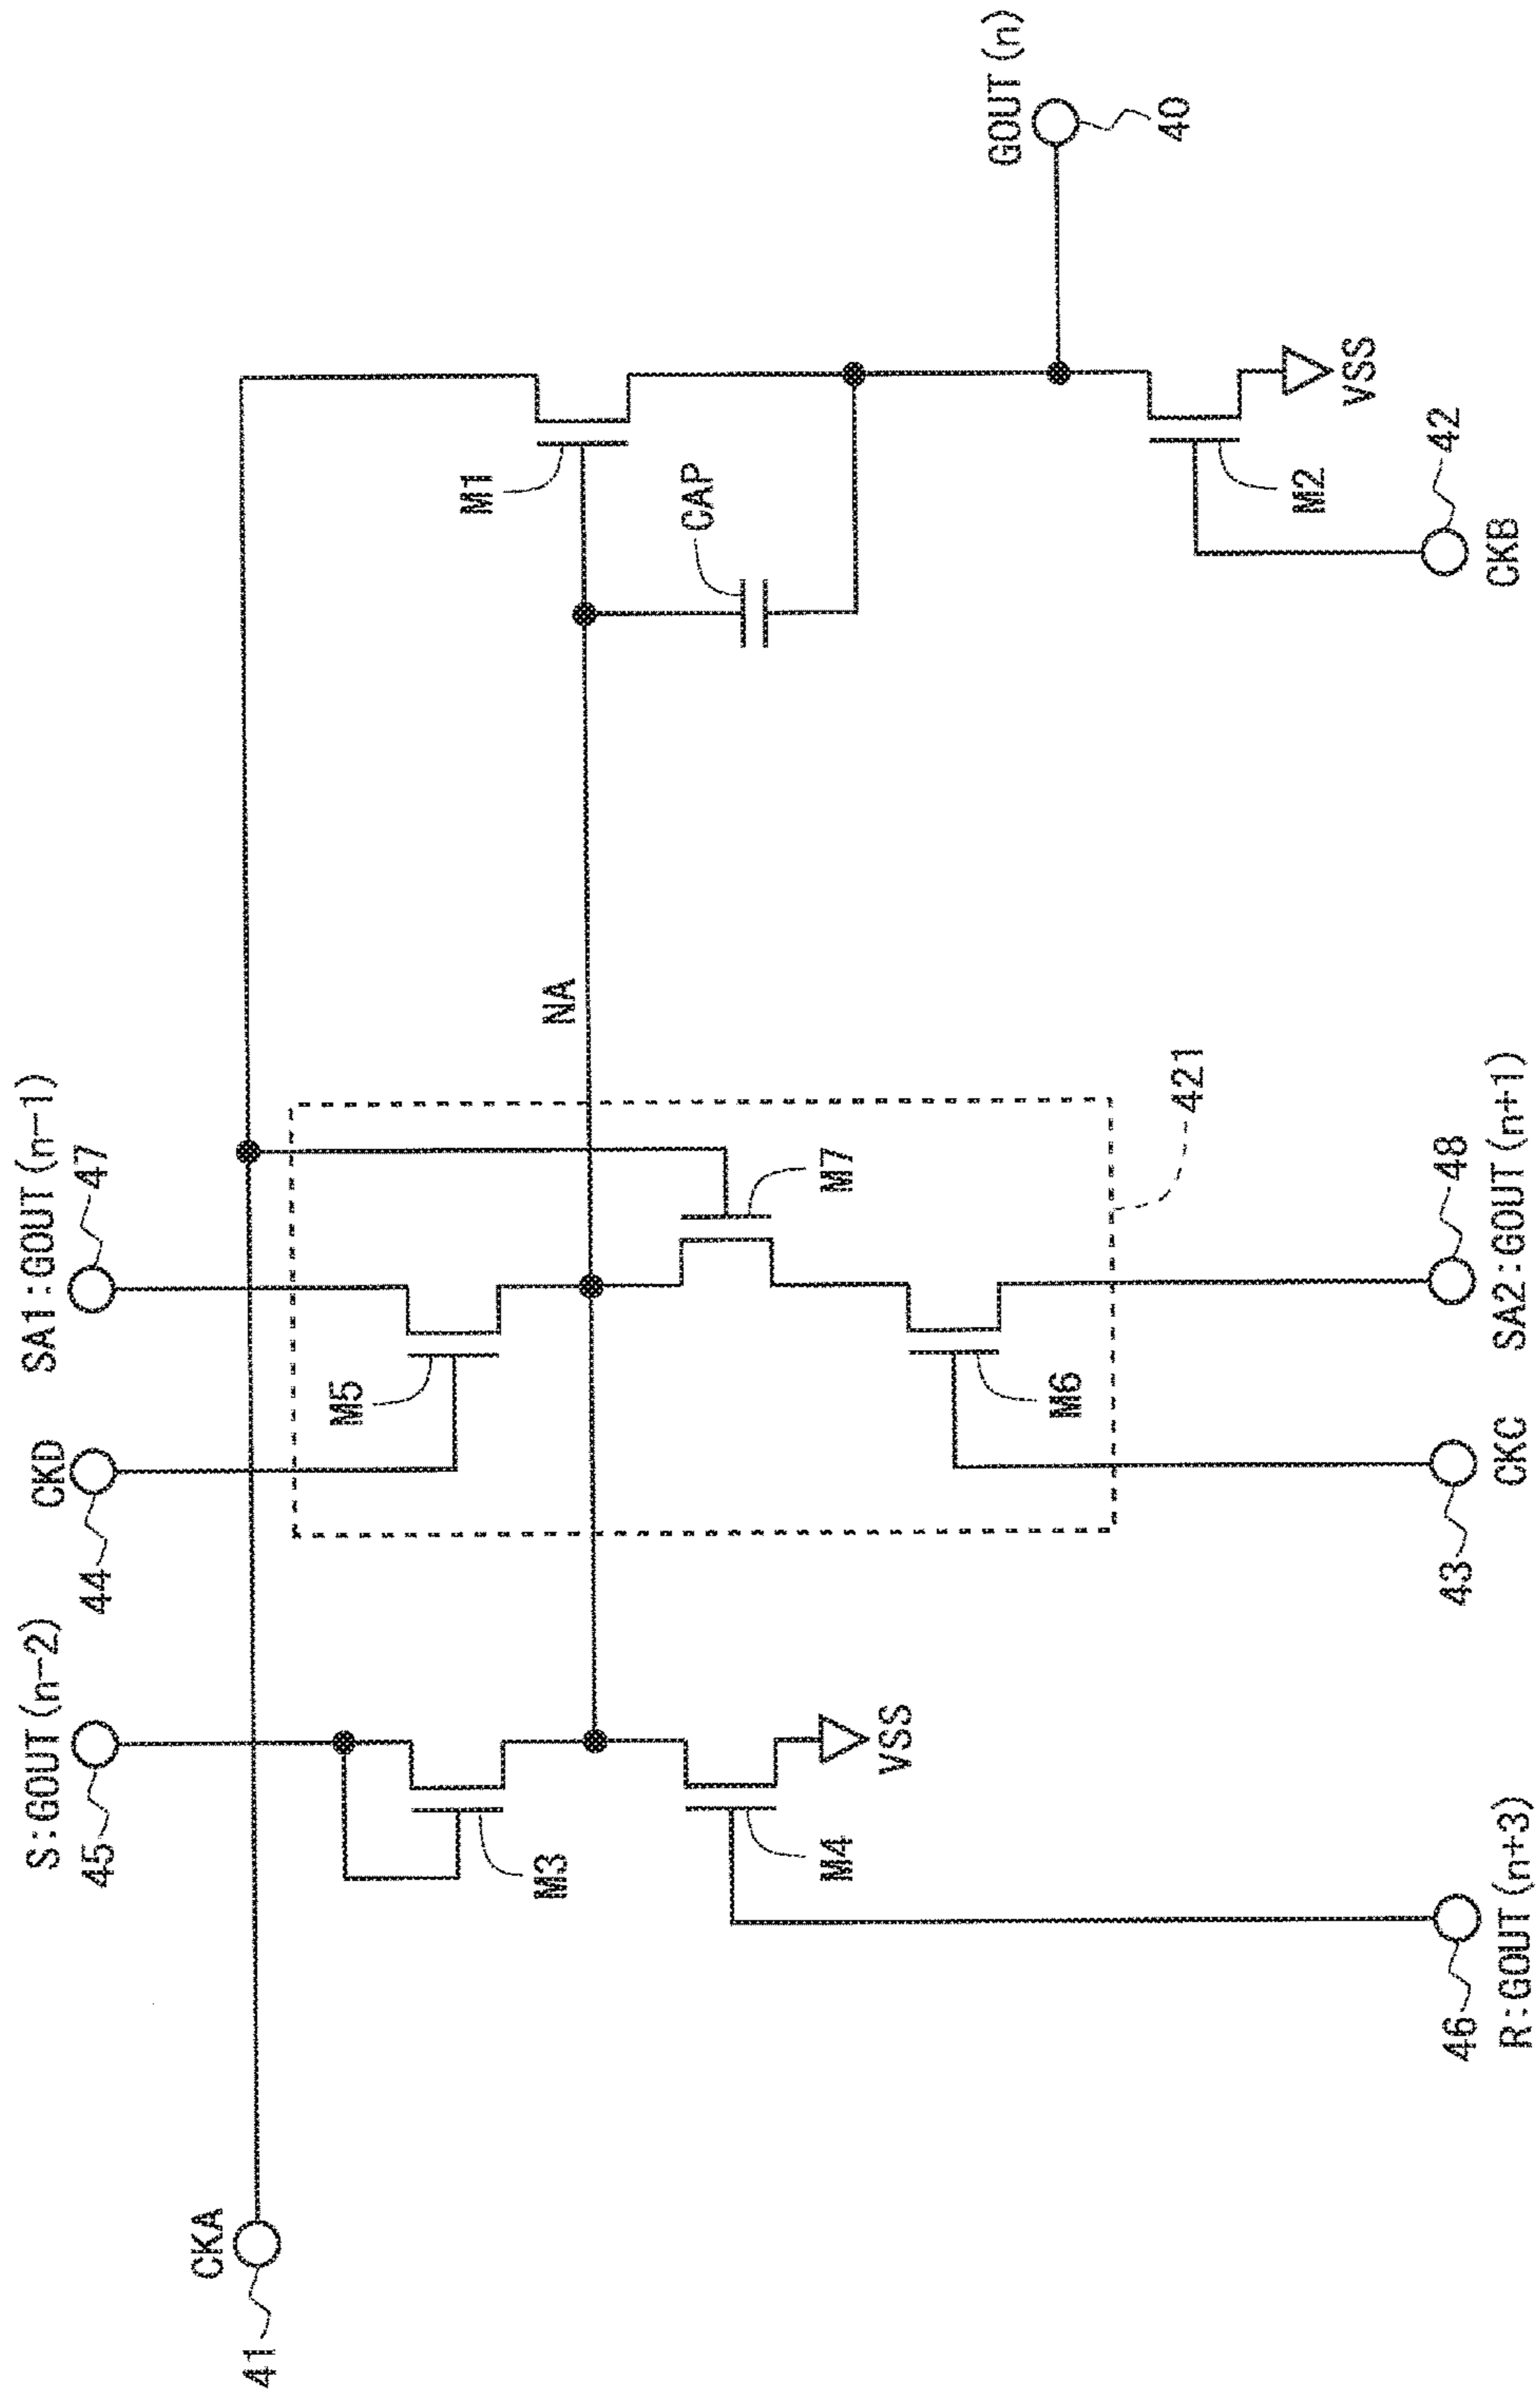 CKA
41
S:GOUT(n-2)
45
CKD
44
SA1:GOUT(n-1)
47
M3
M4
VSS
46
R:GOUT(n+3)
M5
M6
M7
43
CKC
421
48
SA2:GOUT(n+1)
NA
M1
CAP
M2
42
CKB
VSS
GOUT(n)
40